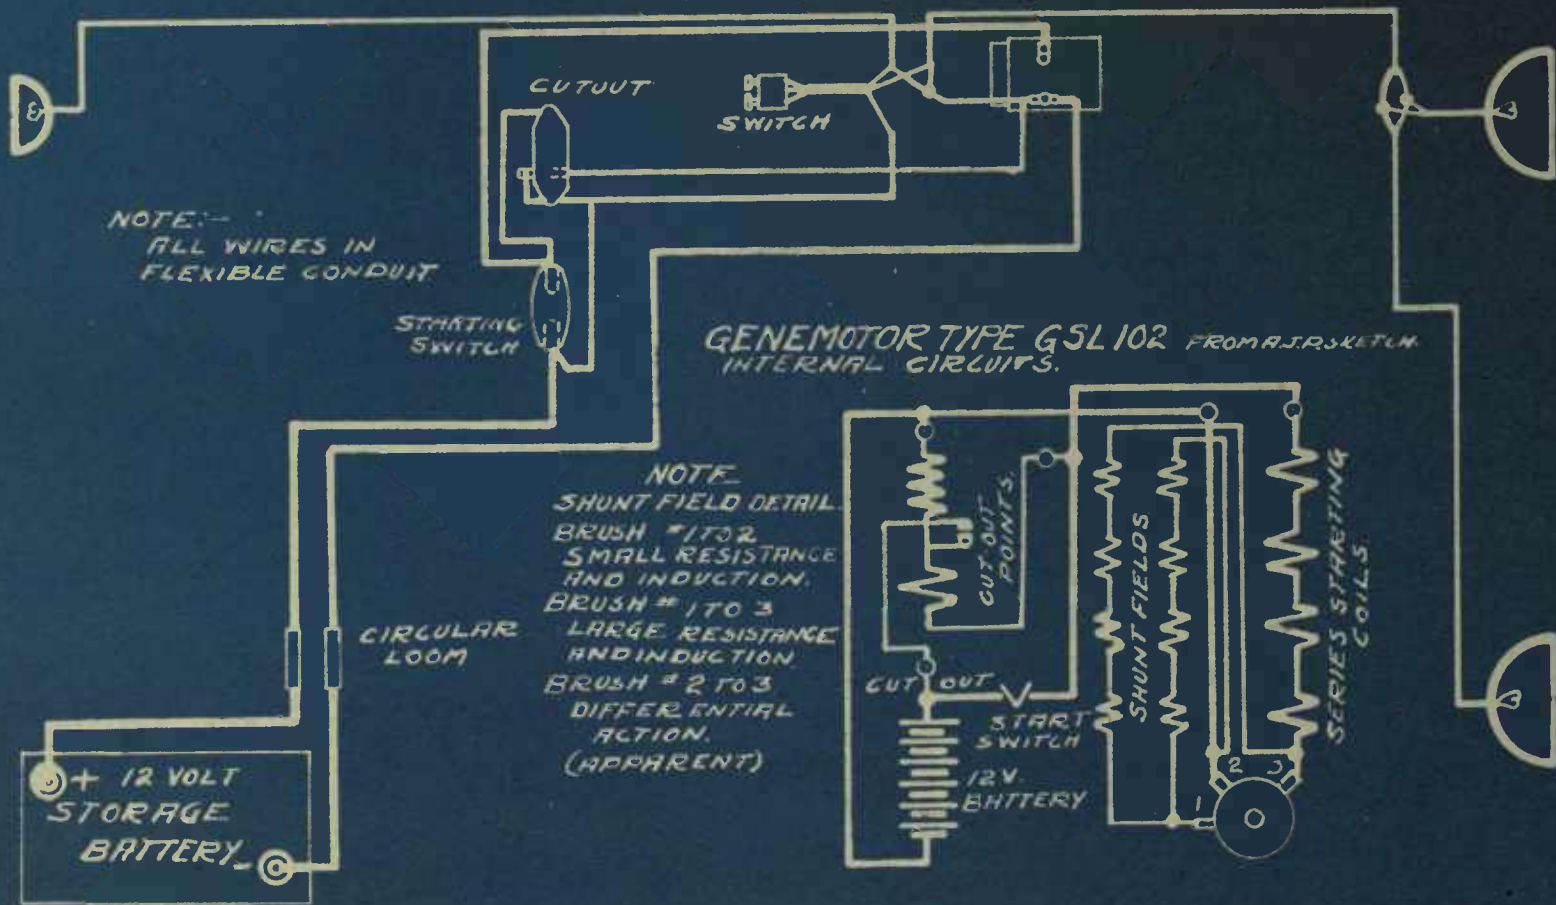 CUTOUT
SWITCH
NOTE:-
ALL WIRES IN
FLEXIBLE CONDUIT
STARTING
SWITCH
GENEMOTOR TYPE GSL 102 FROM A.J.P. SKETCH.
INTERNAL CIRCUITS.
NOTE
SHUNT FIELD DETAIL.
BRUSH #1 TO 2
SMALL RESISTANCE
AND INDUCTION.
BRUSH #1 TO 3
LARGE RESISTANCE
AND INDUCTION
BRUSH #2 TO 3
DIFFERENTIAL
ACTION.
(APPARENT)
CIRCULAR
LOOM
+ 12 VOLT
STORAGE
BATTERY -
CUT OUT
POINTS.
SHUNT FIELDS
SERIES STARTING
COILS.
CUT OUT
START
SWITCH
12 V.
BATTERY
1
2
3